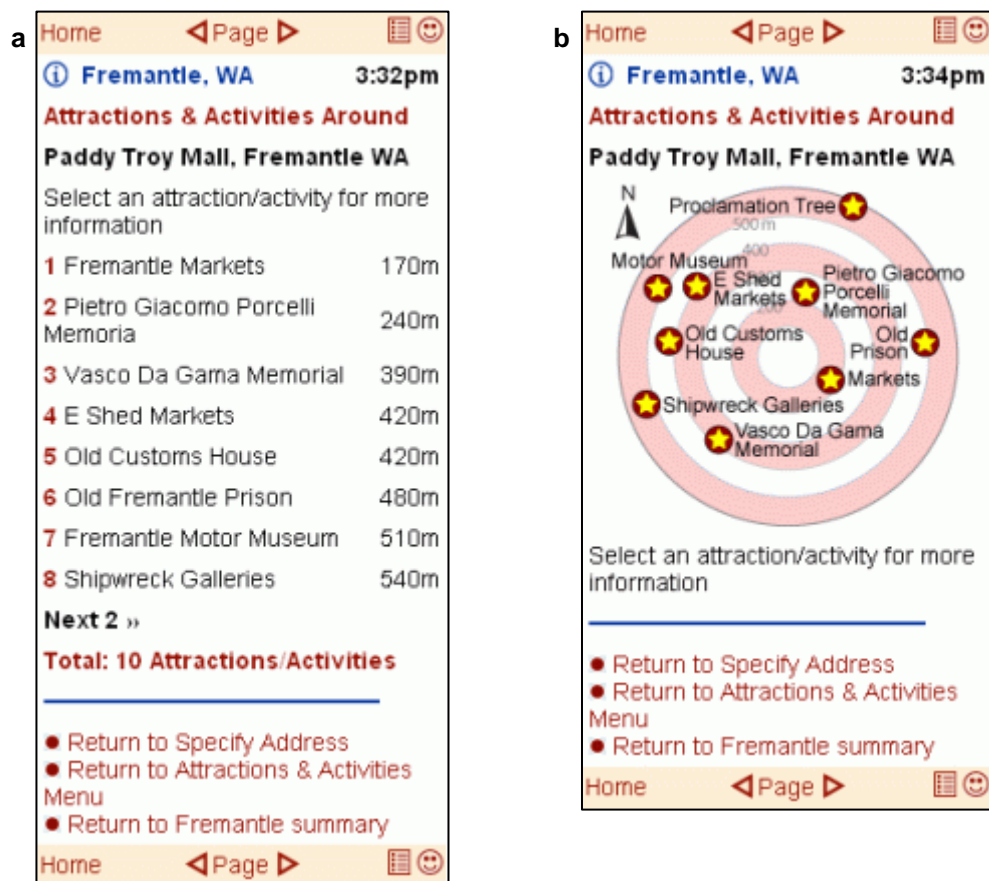 a
Home Page
Fremantle, WA 3:32pm
Attractions & Activities Around
Paddy Troy Mall, Fremantle WA
Select an attraction/activity for more
information
1 Fremantle Markets 170m
2 Pietro Giacomo Porcelli
Memoria 240m
3 Vasco Da Gama Memorial 390m
4 E Shed Markets 420m
5 Old Customs House 420m
6 Old Fremantle Prison 480m
7 Fremantle Motor Museum 510m
8 Shipwreck Galleries 540m
Next 2 »
Total: 10 Attractions/Activities
● Return to Specify Address
● Return to Attractions & Activities
Menu
● Return to Fremantle summary
Home Page
b
Home Page
Fremantle, WA 3:34pm
Attractions & Activities Around
Paddy Troy Mall, Fremantle WA
N
Proclamation Tree
500m
400
Motor Museum
E Shed
Markets
Pietro Giacomo
Porcelli
Memorial
200
Old Customs
House
Old
Prison
Markets
Shipwreck Galleries
Vasco Da Gama
Memorial
Select an attraction/activity for more
information
● Return to Specify Address
● Return to Attractions & Activities
Menu
● Return to Fremantle summary
Home Page